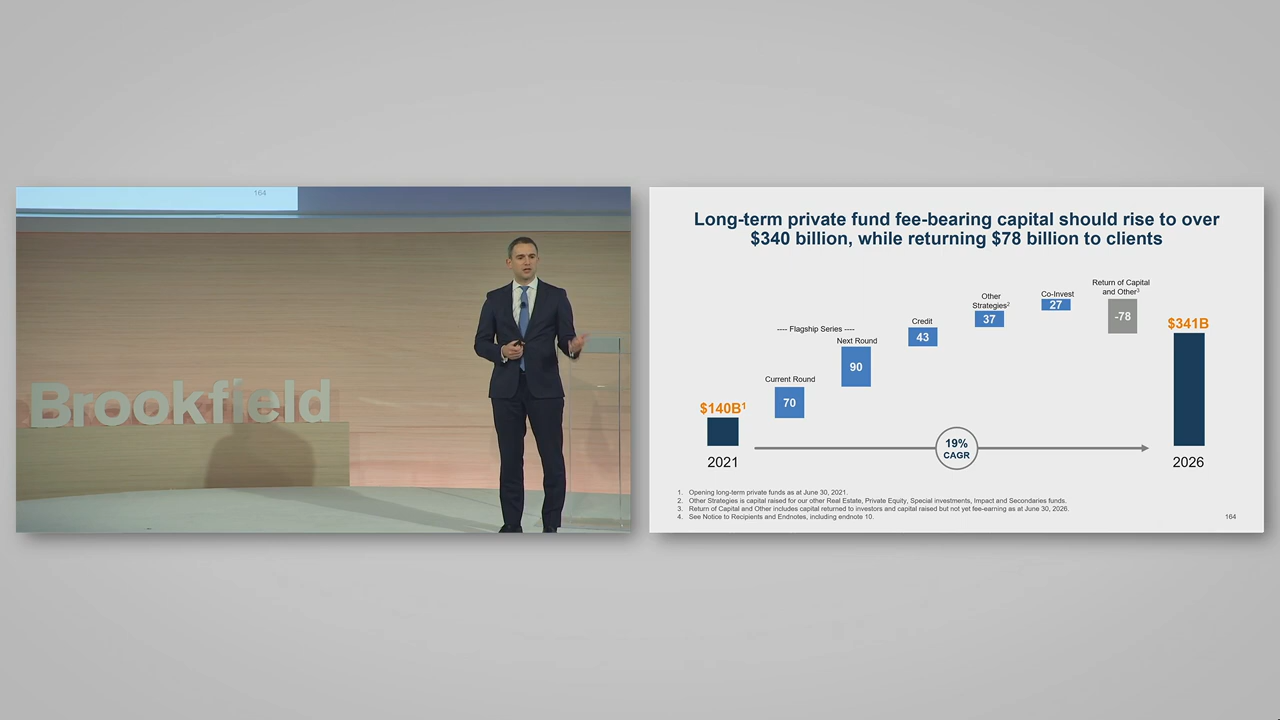 164
Brookfield
Long-term private fund fee-bearing capital should rise to over
$340 billion, while returning $78 billion to clients
Return of Capital
and Other3
Other
Strategies2
Co-Invest
27
-78
37
Credit
43
$341B
---- Flagship Series ----
Next Round
90
Current Round
70
$140B1
19%
CAGR
2021
2026
1. Opening long-term private funds as at June 30, 2021.
2. Other Strategies is capital raised for our other Real Estate, Private Equity, Special investments, Impact and Secondaries funds.
3. Return of Capital and Other includes capital returned to investors and capital raised but not yet fee-earning as at June 30, 2026.
4. See Notice to Recipients and Endnotes, including endnote 10.
164